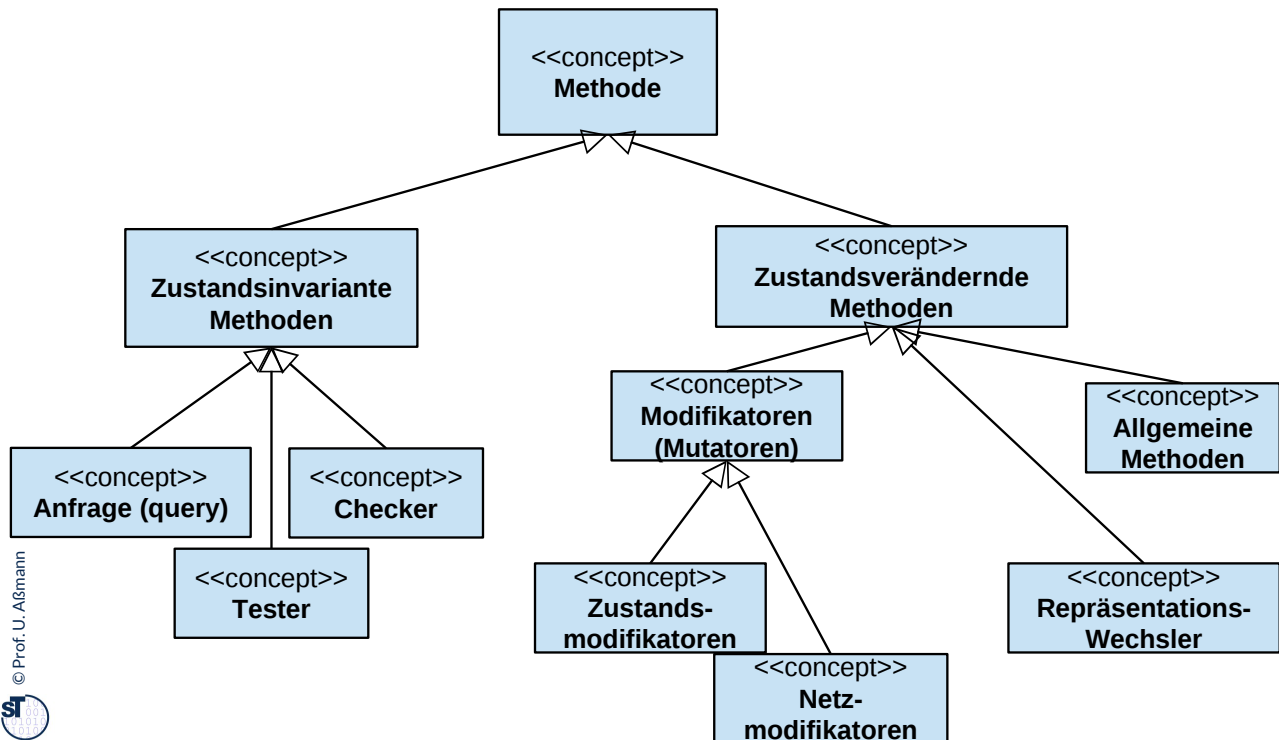 <<concept>>
Methode
<<concept>>
Zustandsinvariante
Methoden
<<concept>>
Zustandsverändernde
Methoden
<<concept>>
Modifikatoren
(Mutatoren)
<<concept>>
Allgemeine
Methoden
<<concept>>
Anfrage (query)
<<concept>>
Checker
<<concept>>
Tester
<<concept>>
Zustands-
modifikatoren
<<concept>>
Repräsentations-
Wechsler
<<concept>>
Netz-
modifikatoren
© Prof. U. Aßmann
ST